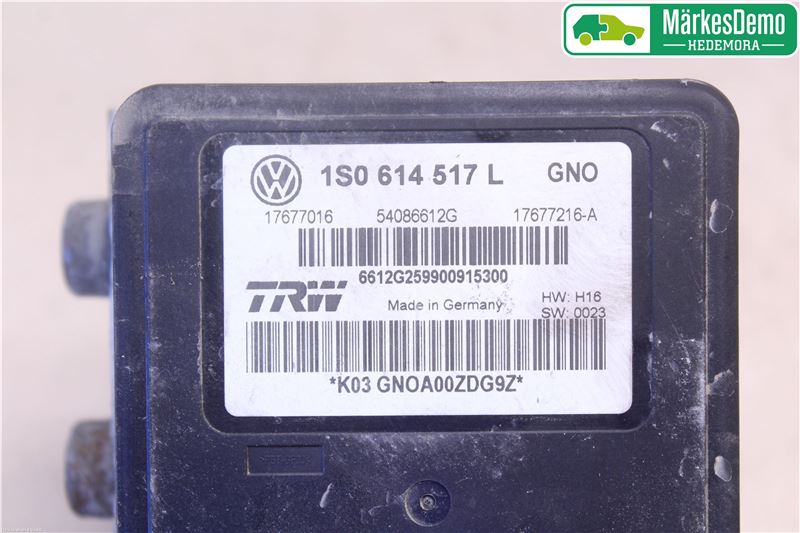 MärkesDemo
HEDEMORA
1S0 614 517 L GNO
17677016 54086612G 17677216-A
6612G259900915300
TRW Made in Germany HW: H16
SW: 0023
*K03 GNOA00ZDG9Z*